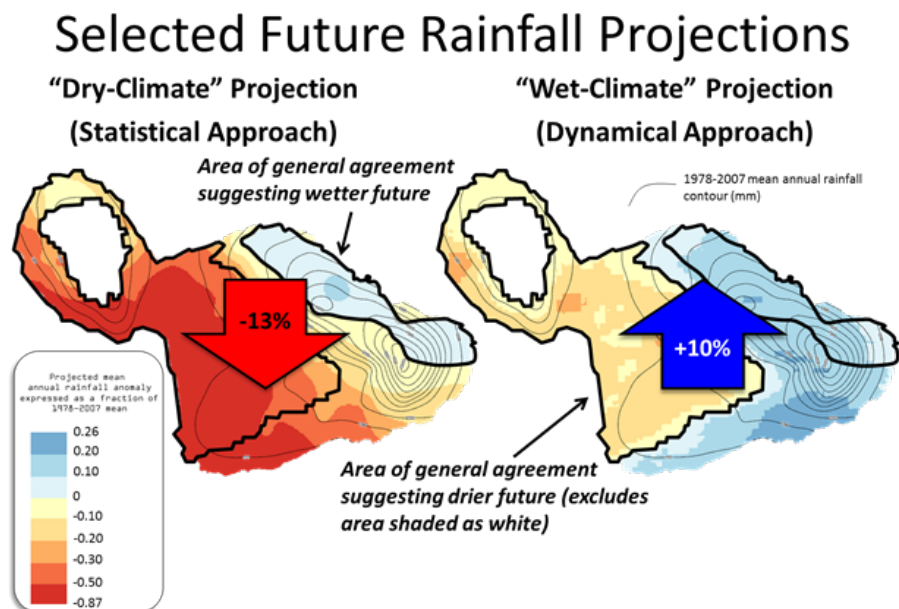 Selected Future Rainfall Projections
“Dry-Climate” Projection
(Statistical Approach)
“Wet-Climate” Projection
(Dynamical Approach)
Area of general agreement
suggesting wetter future
1978-2007 mean annual rainfall
contour (mm)
-13%
+10%
Projected mean
annual rainfall anomaly
expressed as a fraction of
1978-2007 mean
0.26
0.20
0.10
0
-0.10
-0.20
-0.30
-0.50
-0.87
Area of general agreement
suggesting drier future (excludes
area shaded as white)